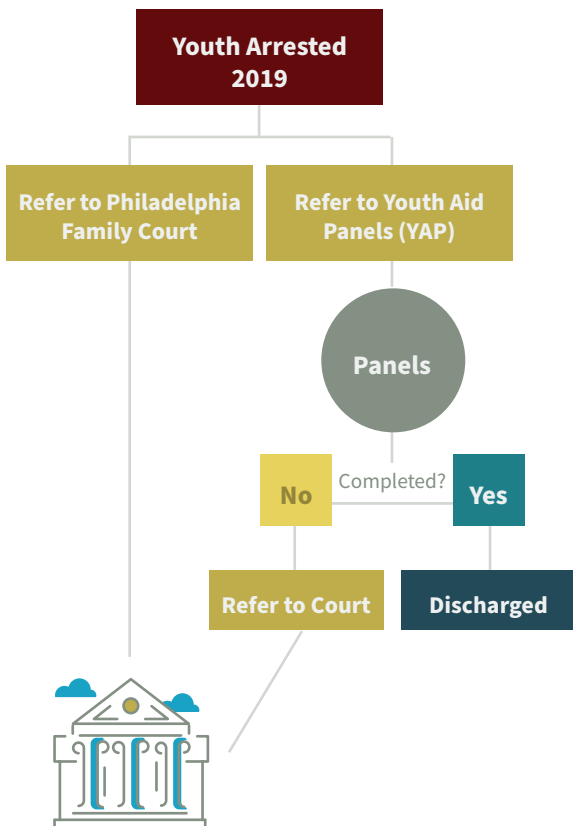 Youth Arrested
2019
Refer to Philadelphia
Family Court
Refer to Youth Aid
Panels (YAP)
Panels
Completed?
No
Yes
Refer to Court
Discharged